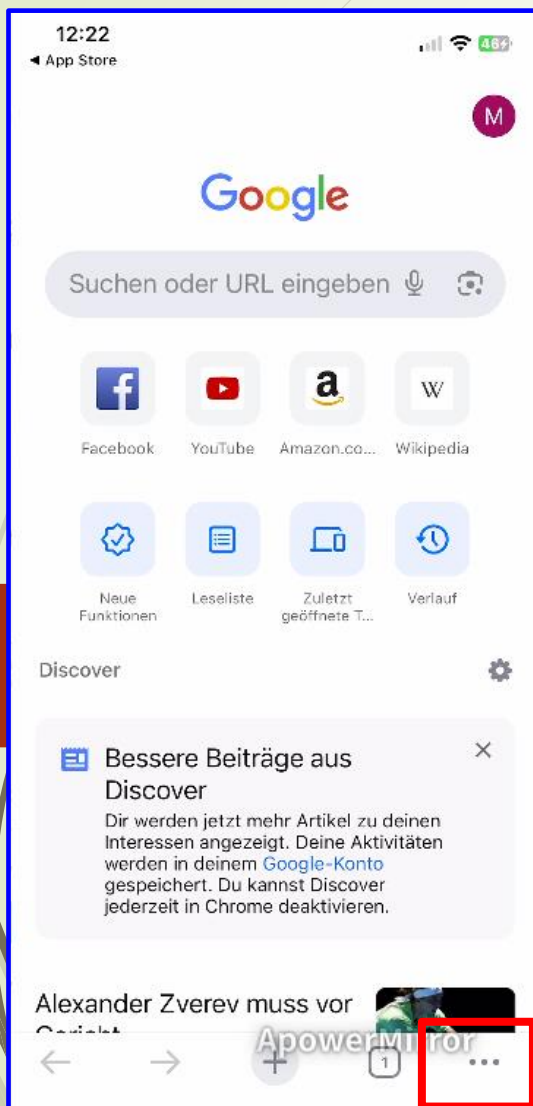 12:22
◀ App Store
46
M
Google
Suchen oder URL eingeben
f
a
W
Facebook YouTube Amazon.co... Wikipedia
Neue Funktionen
Leseliste
Zuletzt geöffnete T...
Verlauf
Discover
Bessere Beiträge aus
Discover
Dir werden jetzt mehr Artikel zu deinen
Interessen angezeigt. Deine Aktivitäten
werden in deinem Google-Konto
gespeichert. Du kannst Discover
jederzeit in Chrome deaktivieren.
Alexander Zverev muss vor
ApowerMirror
1